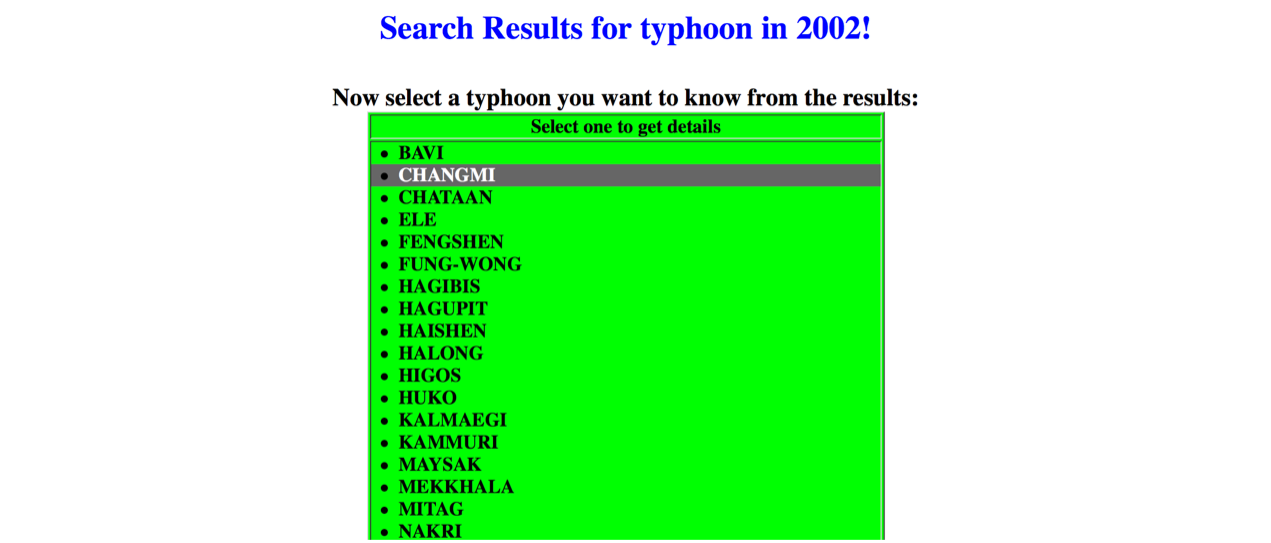 Search Results for typhoon in 2002!
Now select a typhoon you want to know from the results:
Select one to get details
BAVI
CHANGMI
CHATAAN
ELE
FENGSHEN
FUNG-WONG
HAGIBIS
HAGUPIT
HAISHEN
HALONG
HIGOS
HUKO
KALMAEGI
KAMMURI
MAYSAK
MEKKHALA
MITAG
NAKRI